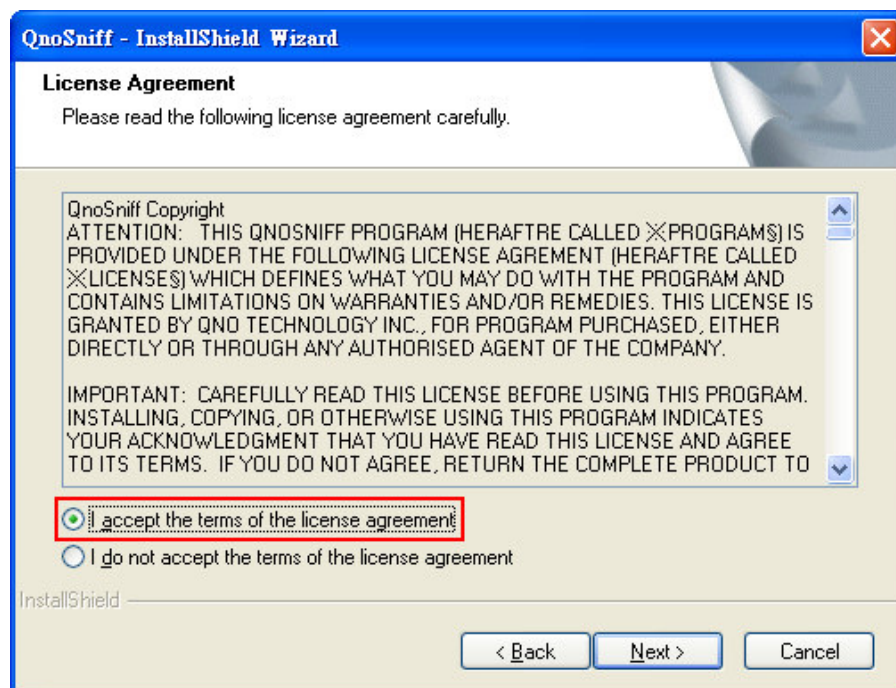 QnoSniff - InstallShield Wizard
License Agreement
Please read the following license agreement carefully.
QnoSniff Copyright
ATTENTION: THIS QNOSNIFF PROGRAM (HERAFTRE CALLED ※PROGRAM§) IS
PROVIDED UNDER THE FOLLOWING LICENSE AGREMENT (HERAFTRE CALLED
※LICENSE§) WHICH DEFINES WHAT YOU MAY DO WITH THE PROGRAM AND
CONTAINS LIMITATIONS ON WARRANTIES AND/OR REMEDIES. THIS LICENSE IS
GRANTED BY QNO TECHNOLOGY INC., FOR PROGRAM PURCHASED, EITHER
DIRECTLY OR THROUGH ANY AUTHORISED AGENT OF THE COMPANY.
IMPORTANT: CAREFULLY READ THIS LICENSE BEFORE USING THIS PROGRAM.
INSTALLING, COPYING, OR OTHERWISE USING THIS PROGRAM INDICATES
YOUR ACKNOWLEDGMENT THAT YOU HAVE READ THIS LICENSE AND AGREE
TO ITS TERMS. IF YOU DO NOT AGREE, RETURN THE COMPLETE PRODUCT TO
I accept the terms of the license agreement
I do not accept the terms of the license agreement
InstallShield
< Back
Next >
Cancel